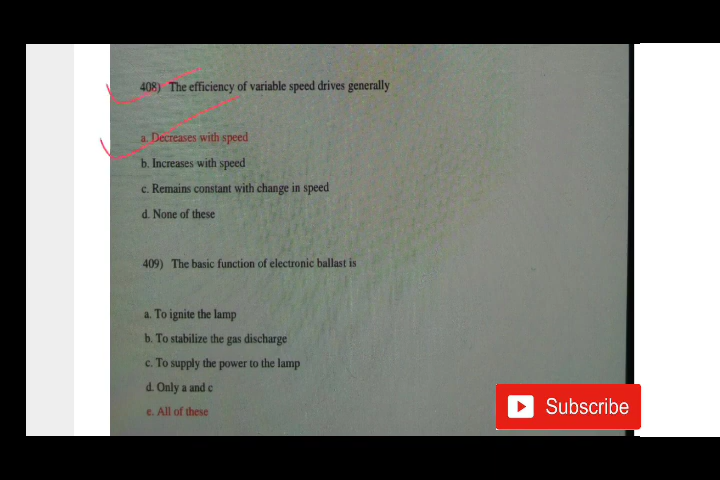 408) The efficiency of variable speed drives generally
a. Decreases with speed
b. Increases with speed
c. Remains constant with change in speed
d. None of these
409) The basic function of electronic ballast is
a. To ignite the lamp
b. To stabilize the gas discharge
c. To supply the power to the lamp
d. Only a and c
e. All of these
Subscribe